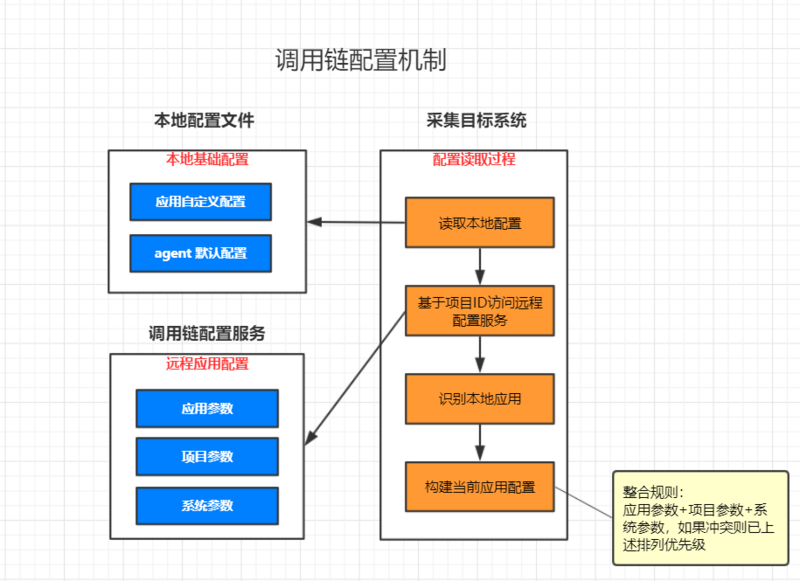 调用链配置机制
本地配置文件
本地基础配置
应用自定义配置
agent 默认配置
调用链配置服务
远程应用配置
应用参数
项目参数
系统参数
采集目标系统
配置读取过程
读取本地配置
基于项目ID访问远程
配置服务
识别本地应用
构建当前应用配置
整合规则：
应用参数+项目参数+系
统参数，如果冲突则已上
述排列优先级